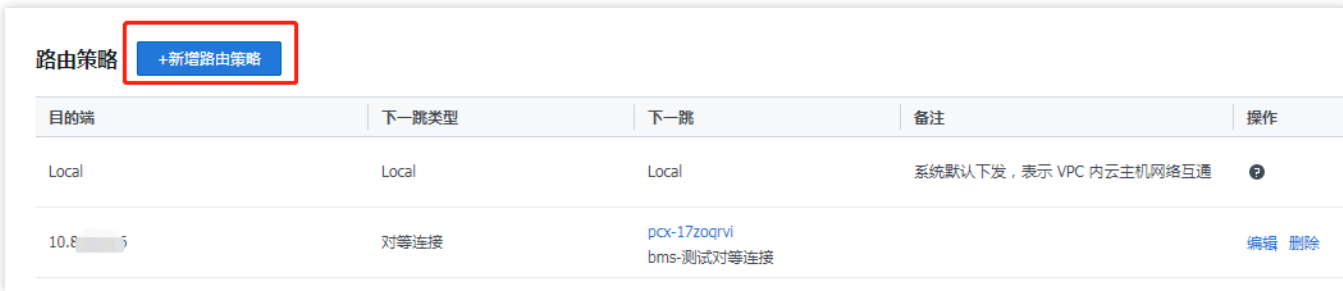 路由策略 +新增路由策略
目的端 下一跳类型 下一跳 备注 操作
Local Local Local 系统默认下发，表示 VPC 内云主机网络互通 ?
10.8 对等连接 pcx-17zoqrvi 编辑 删除
bms-测试对等连接